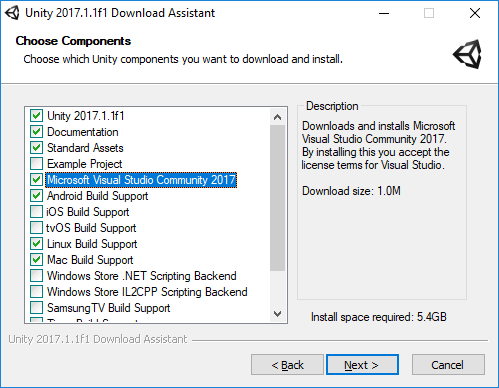 Unity 2017.1.1f1 Download Assistant
Choose Components
Choose which Unity components you want to download and install.
Unity 2017.1.1f1
Documentation
Standard Assets
Example Project
Microsoft Visual Studio Community 2017
Android Build Support
iOS Build Support
tvOS Build Support
Linux Build Support
Mac Build Support
Windows Store .NET Scripting Backend
Windows Store IL2CPP Scripting Backend
SamsungTV Build Support
Description
Downloads and installs Microsoft
Visual Studio Community 2017.
By installing this you accept the
license terms for Visual Studio.
Download size: 1.0M
Install space required: 5.4GB
Unity 2017.1.1f1 Download Assistant
< Back
Next >
Cancel